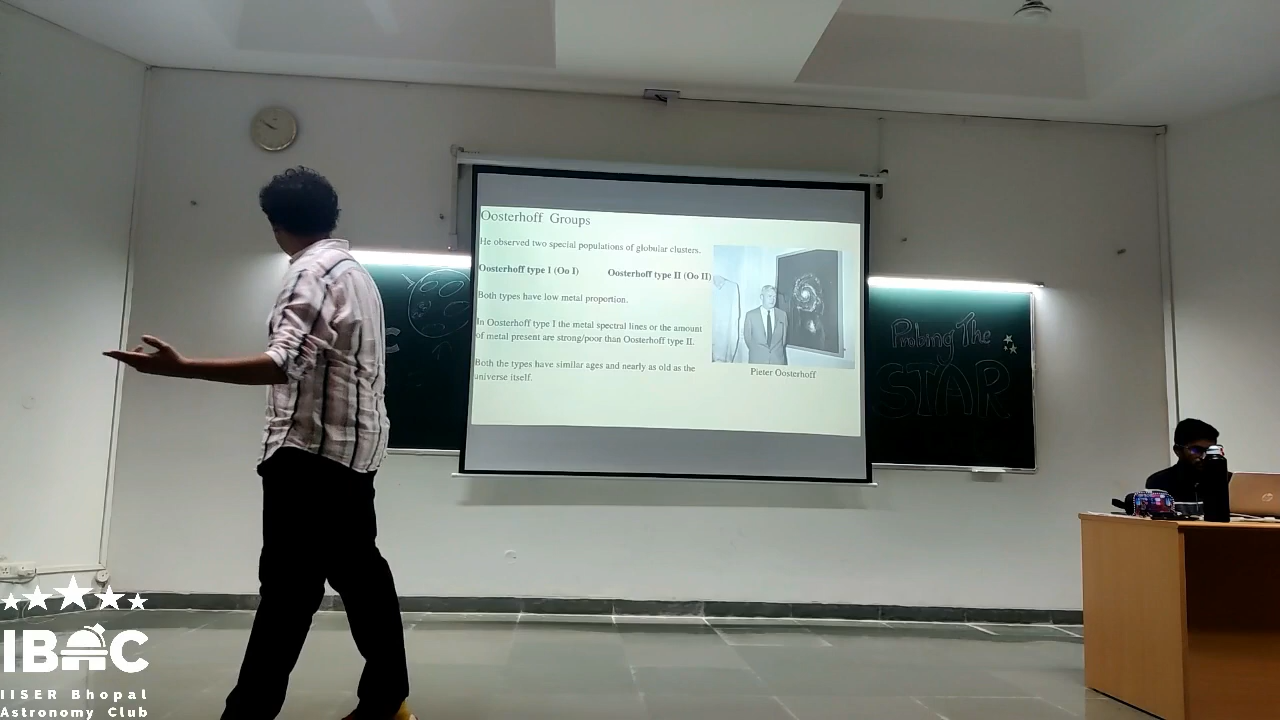 Oosterhoff Groups
He observed two special populations of globular clusters.
Oosterhoff type I (Oo I) Oosterhoff type II (Oo II)
Both types have low metal proportion.
In Oosterhoff type I the metal spectral lines or the amount
of metal present are strong/poor than Oosterhoff type II.
Both the types have similar ages and nearly as old as the
universe itself.
Pieter Oosterhoff
Probing The
STAR
IBAC
IISER Bhopal
Astronomy Club